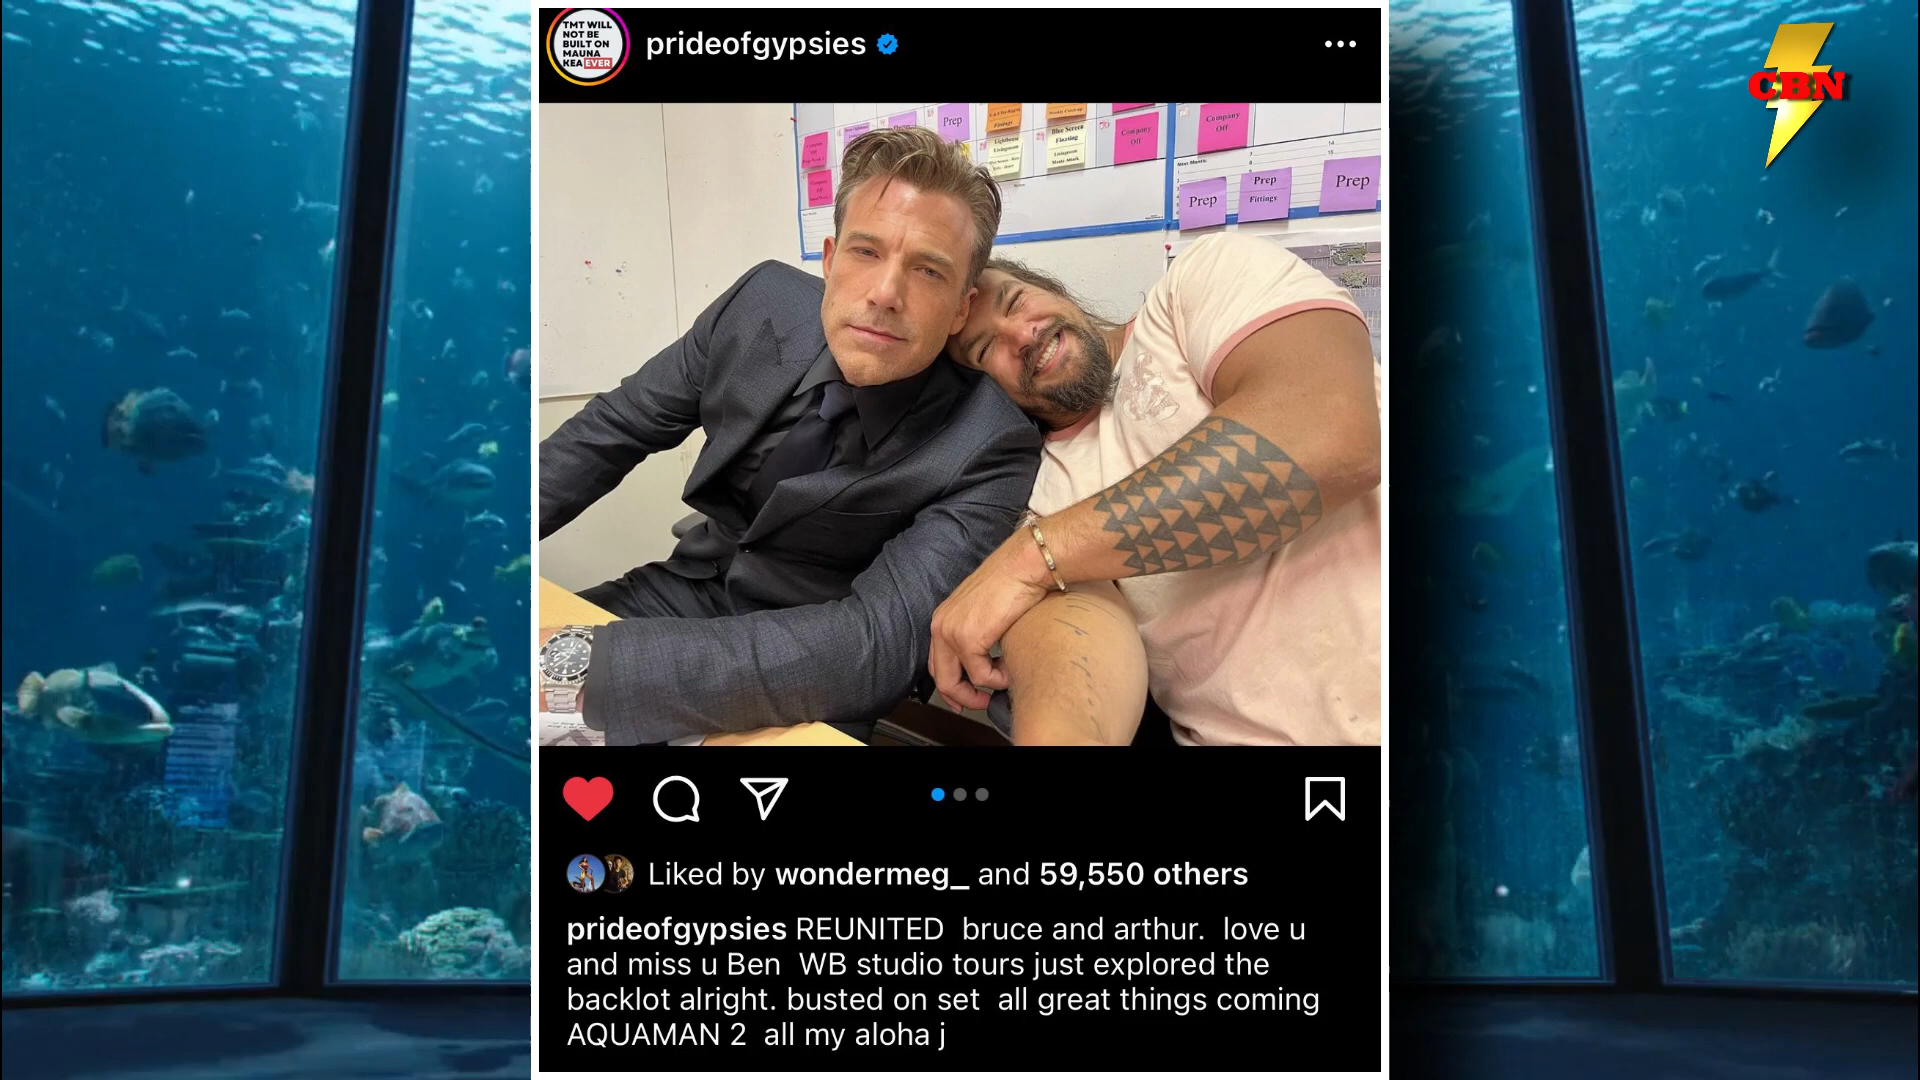 TMT WILL
NOT BE
BUILT ON
MAUNA
KEA EVER
prideofgypsies
CBN
Prep
Company
Off
Blue Screen
Company
Off
Prep
Prep
Fittings
Prep
Liked by wondermeg_ and 59,550 others
prideofgypsies REUNITED bruce and arthur. love u
and miss u Ben WB studio tours just explored the
backlot alright. busted on set all great things coming
AQUAMAN 2 all my aloha j